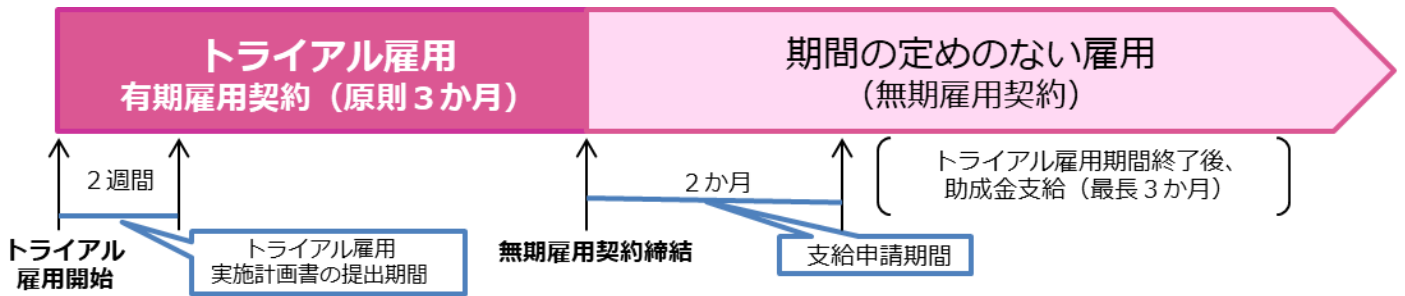 トライアル雇用
有期雇用契約（原則３か月）
期間の定めのない雇用
（無期雇用契約）
２週間
２か月
トライアル雇用期間終了後、
助成金支給（最長３か月）
トライアル
雇用開始
トライアル雇用
実施計画書の提出期間
無期雇用契約締結
支給申請期間